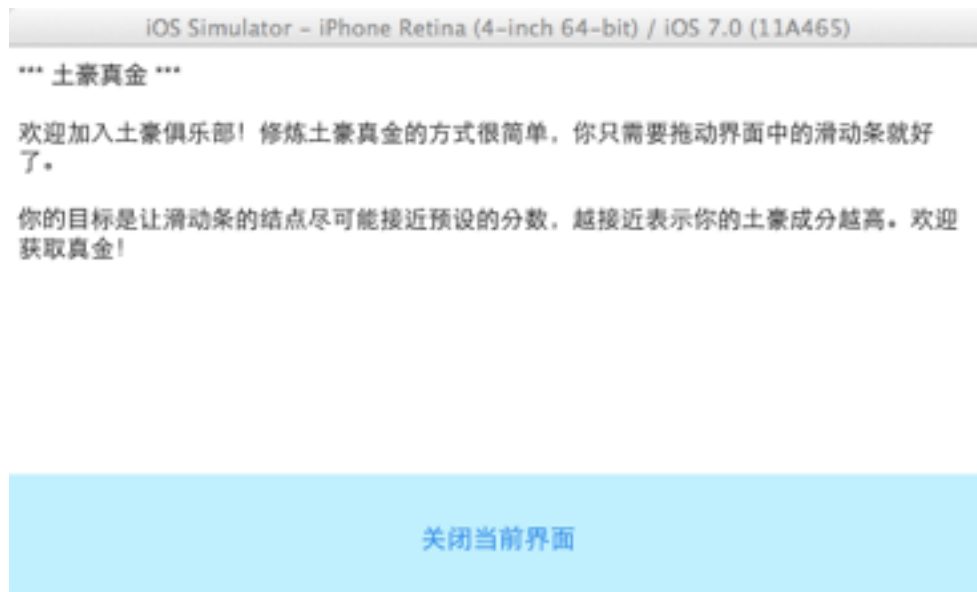 iOS Simulator – iPhone Retina (4-inch 64-bit) / iOS 7.0 (11A465)
*** 土豪真金 ***
欢迎加入土豪俱乐部！修炼土豪真金的方式很简单，你只需要拖动界面中的滑动条就好
了。
你的目标是让滑动条的结点尽可能接近预设的分数，越接近表示你的土豪成分越高。欢迎
获取真金！
关闭当前界面